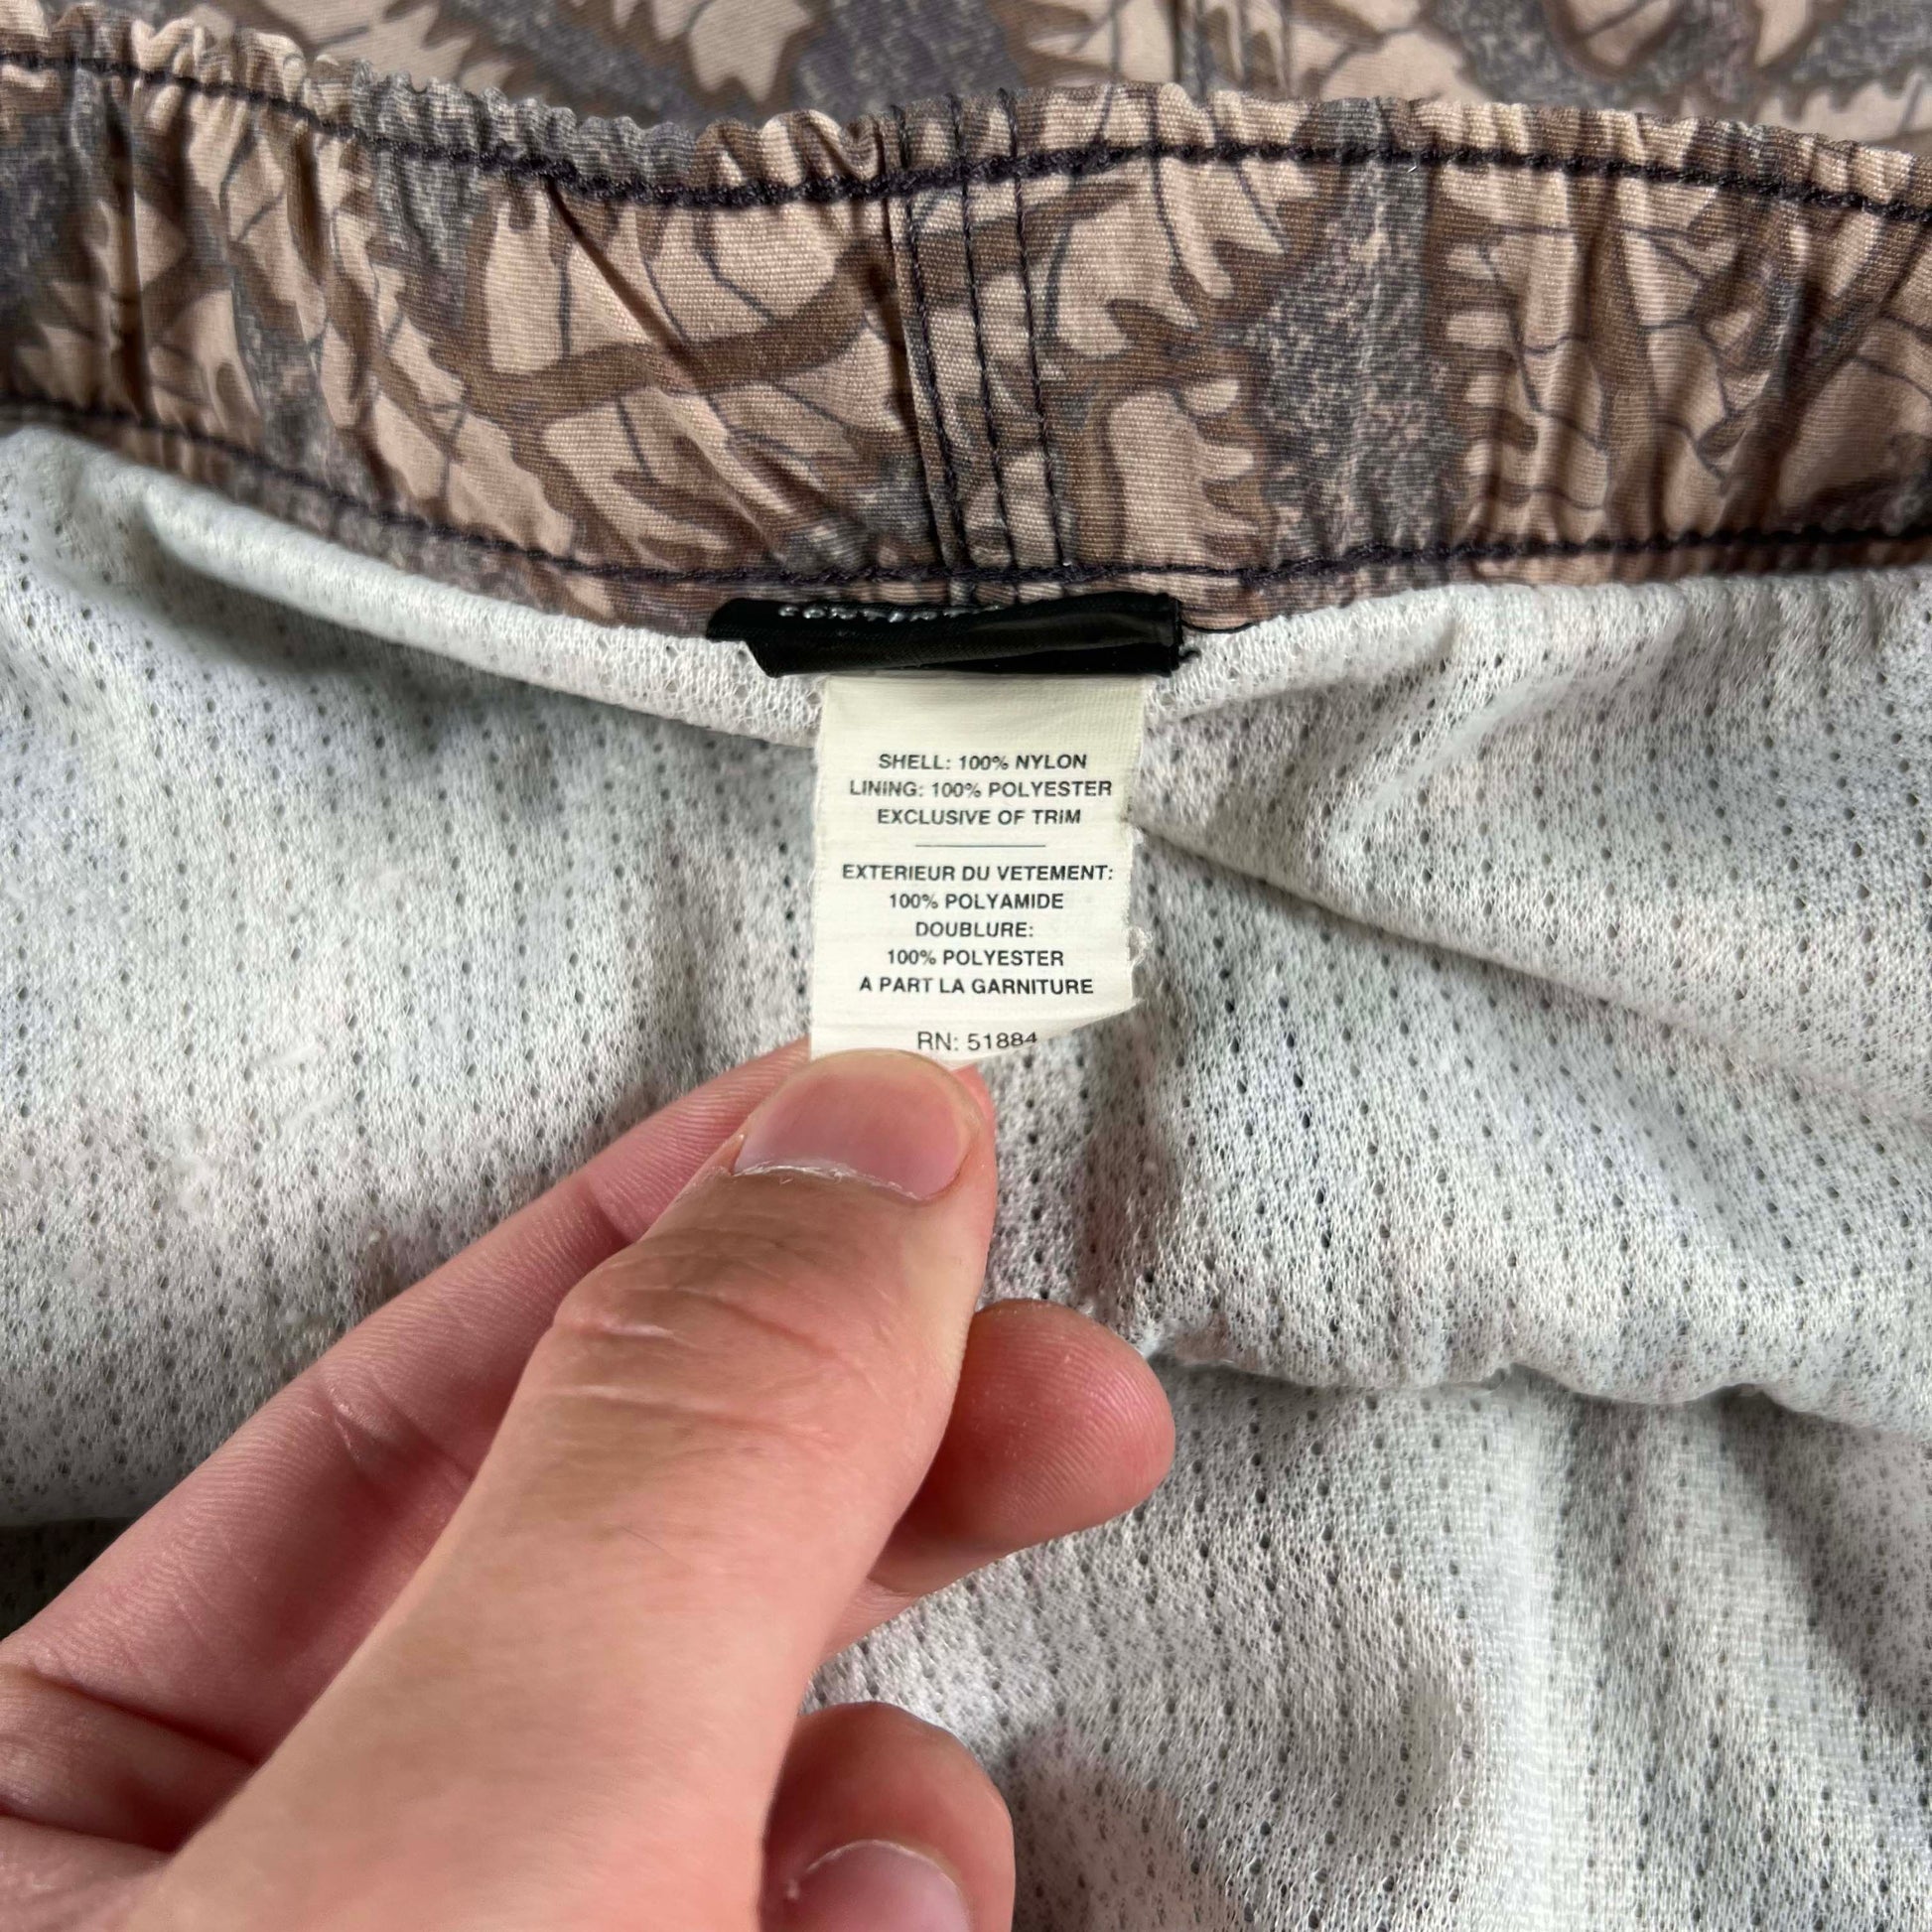 SHELL: 100% NYLON
LINING: 100% POLYESTER
EXCLUSIVE OF TRIM
EXTERIEUR DU VETEMENT:
100% POLYAMIDE
DOUBLURE:
100% POLYESTER
A PART LA GARNITURE
RN: 51884